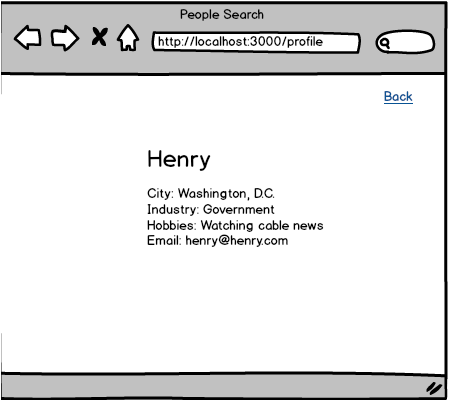 People Search
http://localhost:3000/profile
Back
Henry
City: Washington, D.C.
Industry: Government
Hobbies: Watching cable news
Email: henry@henry.com